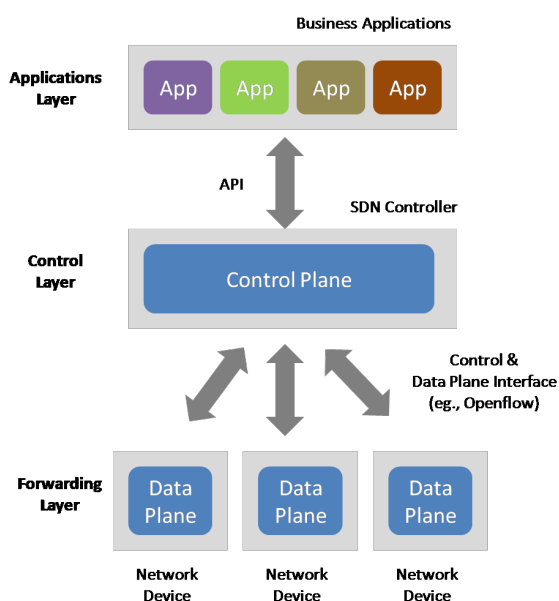 Business Applications
Applications
Layer
App App App App
API
SDN Controller
Control
Layer
Control Plane
Control &
Data Plane Interface
(eg., Openflow)
Forwarding
Layer
Data
Plane
Data
Plane
Data
Plane
Network
Device
Network
Device
Network
Device